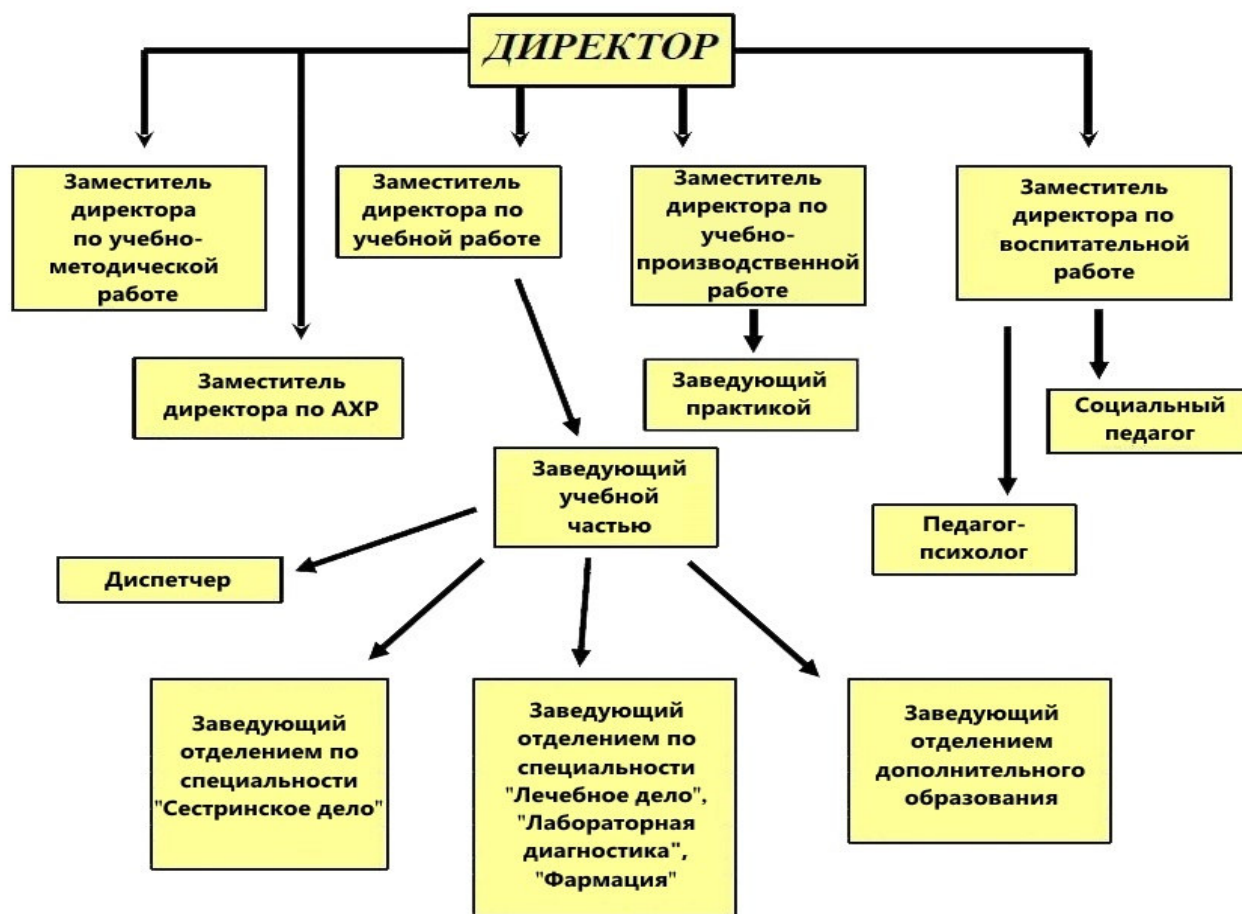 ДИРЕКТОР
Заместитель
директора
по учебно-
методической
работе
Заместитель
директора по
учебной работе
Заместитель
директора по
учебно-
производственной
работе
Заместитель
директора по
воспитательной
работе
Заместитель
директора по АХР
Заведующий
практикой
Социальный
педагог
Заведующий
учебной
частью
Педагог-
психолог
Диспетчер
Заведующий
отделением по
специальности
"Сестринское дело"
Заведующий
отделением по
специальности
"Лечебное дело",
"Лабораторная
диагностика",
"Фармация"
Заведующий
отделением
дополнительного
образования